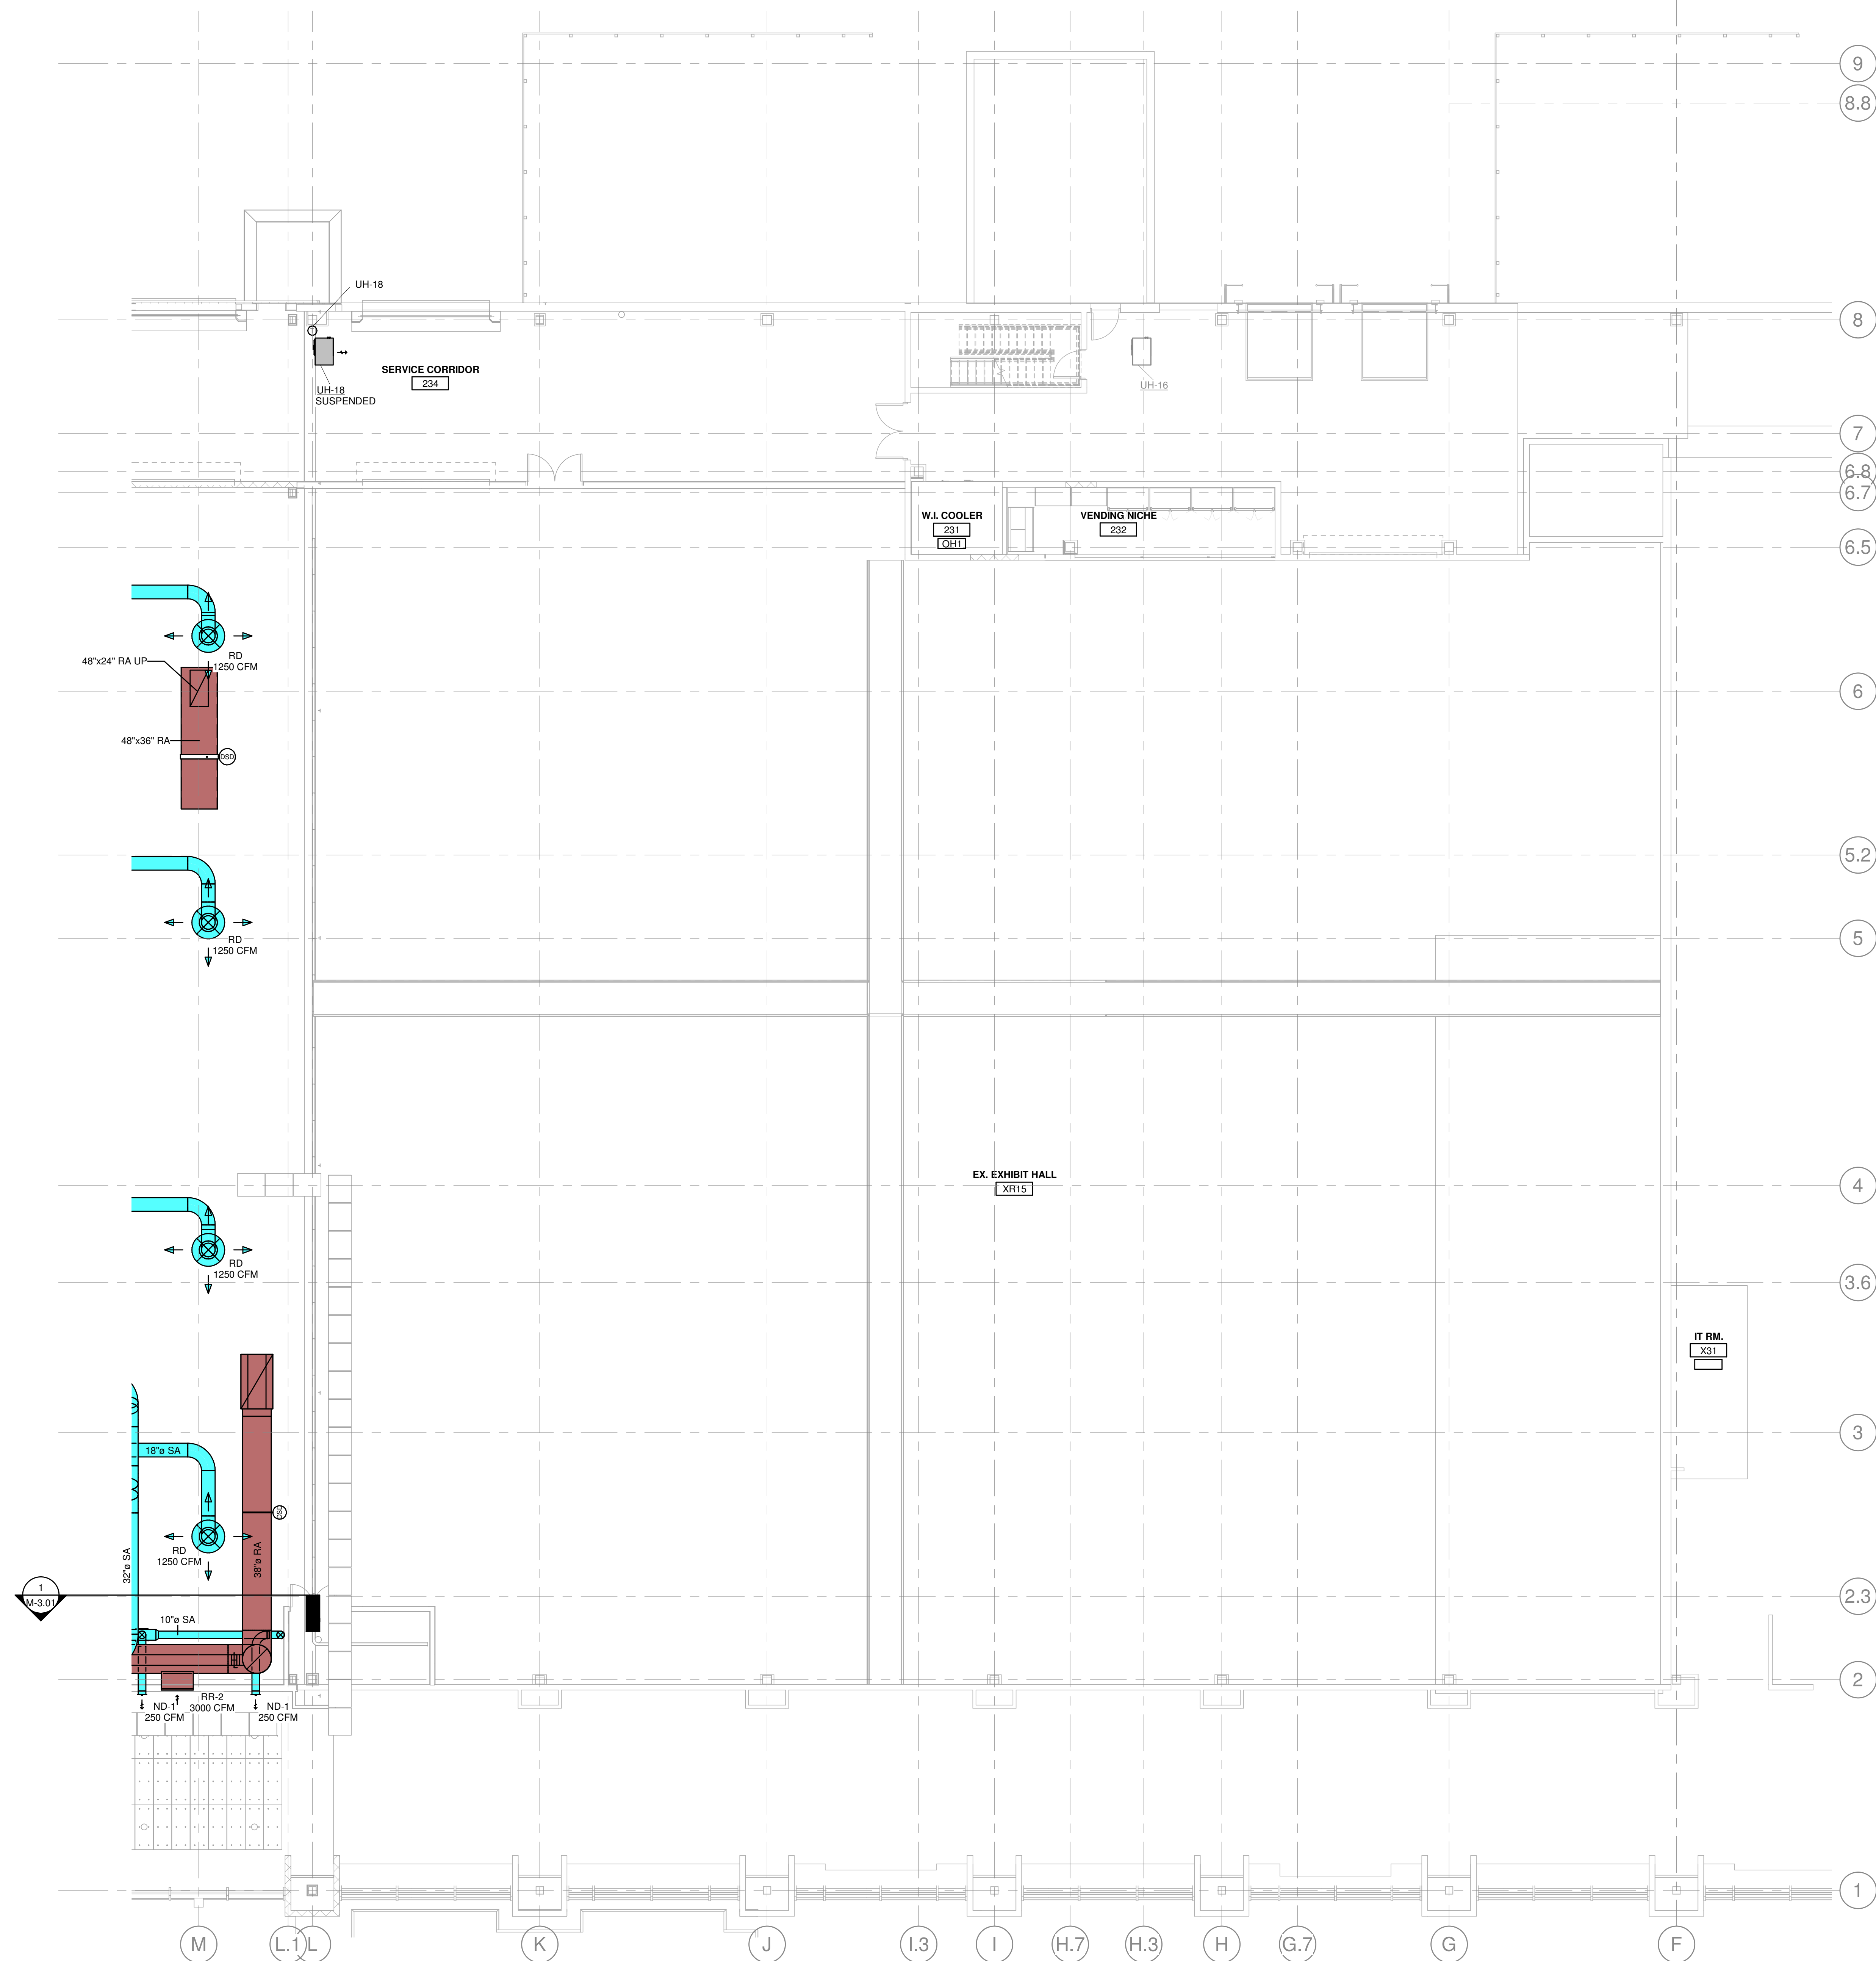 9
8.8
UH-18
8
SERVICE CORRIDOR
234
UH-18
SUSPENDED
UH-16
7
6.8
6.7
W.I. COOLER
231
OH1
VENDING NICHE
232
6.5
RD
1250 CFM
48"x24" RA UP
6
48"x36" RA
DSD
5.2
RD
1250 CFM
5
EX. EXHIBIT HALL
XR15
4
RD
1250 CFM
3.6
IT RM.
X31
3
18"ø SA
DSD
RD
1250 CFM
32"ø SA
38"ø RA
1
M-3.01
2.3
10"ø SA
2
ND-1
250 CFM
RR-2
3000 CFM
ND-1
250 CFM
1
M
L.1
L
K
J
I.3
I
H.7
H.3
H
G.7
G
F
T